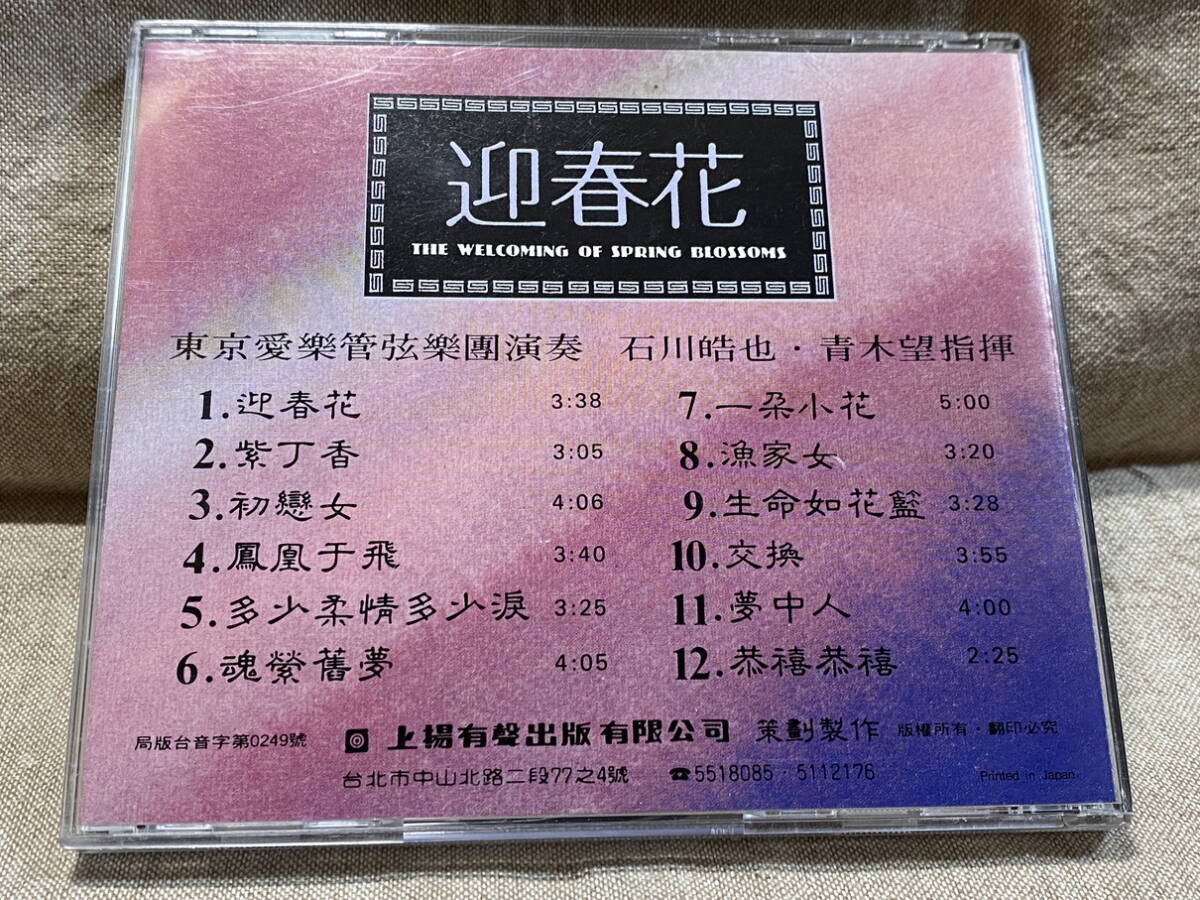 迎春花
THE WELCOMING OF SPRING BLOSSOMS
東京愛樂管弦樂團演奏 石川皓也・青木望指揮
1.迎春花 3:38
2.紫丁香 3:05
3.初戀女 4:06
4.鳳凰于飛 3:40
5.多少柔情多少淚 3:25
6.魂縈舊夢 4:05
7.一朵小花 5:00
8.漁家女 3:20
9.生命如花籃 3:28
10.交換 3:55
11.夢中人 4:00
12.恭禧恭禧 2:25
局版台音字第0249號 上揚有聲出版有限公司 策劃製作 版權所有・翻印必究
台北市中山北路二段77之4號 ☎5518085・5112176
Printed in Japan